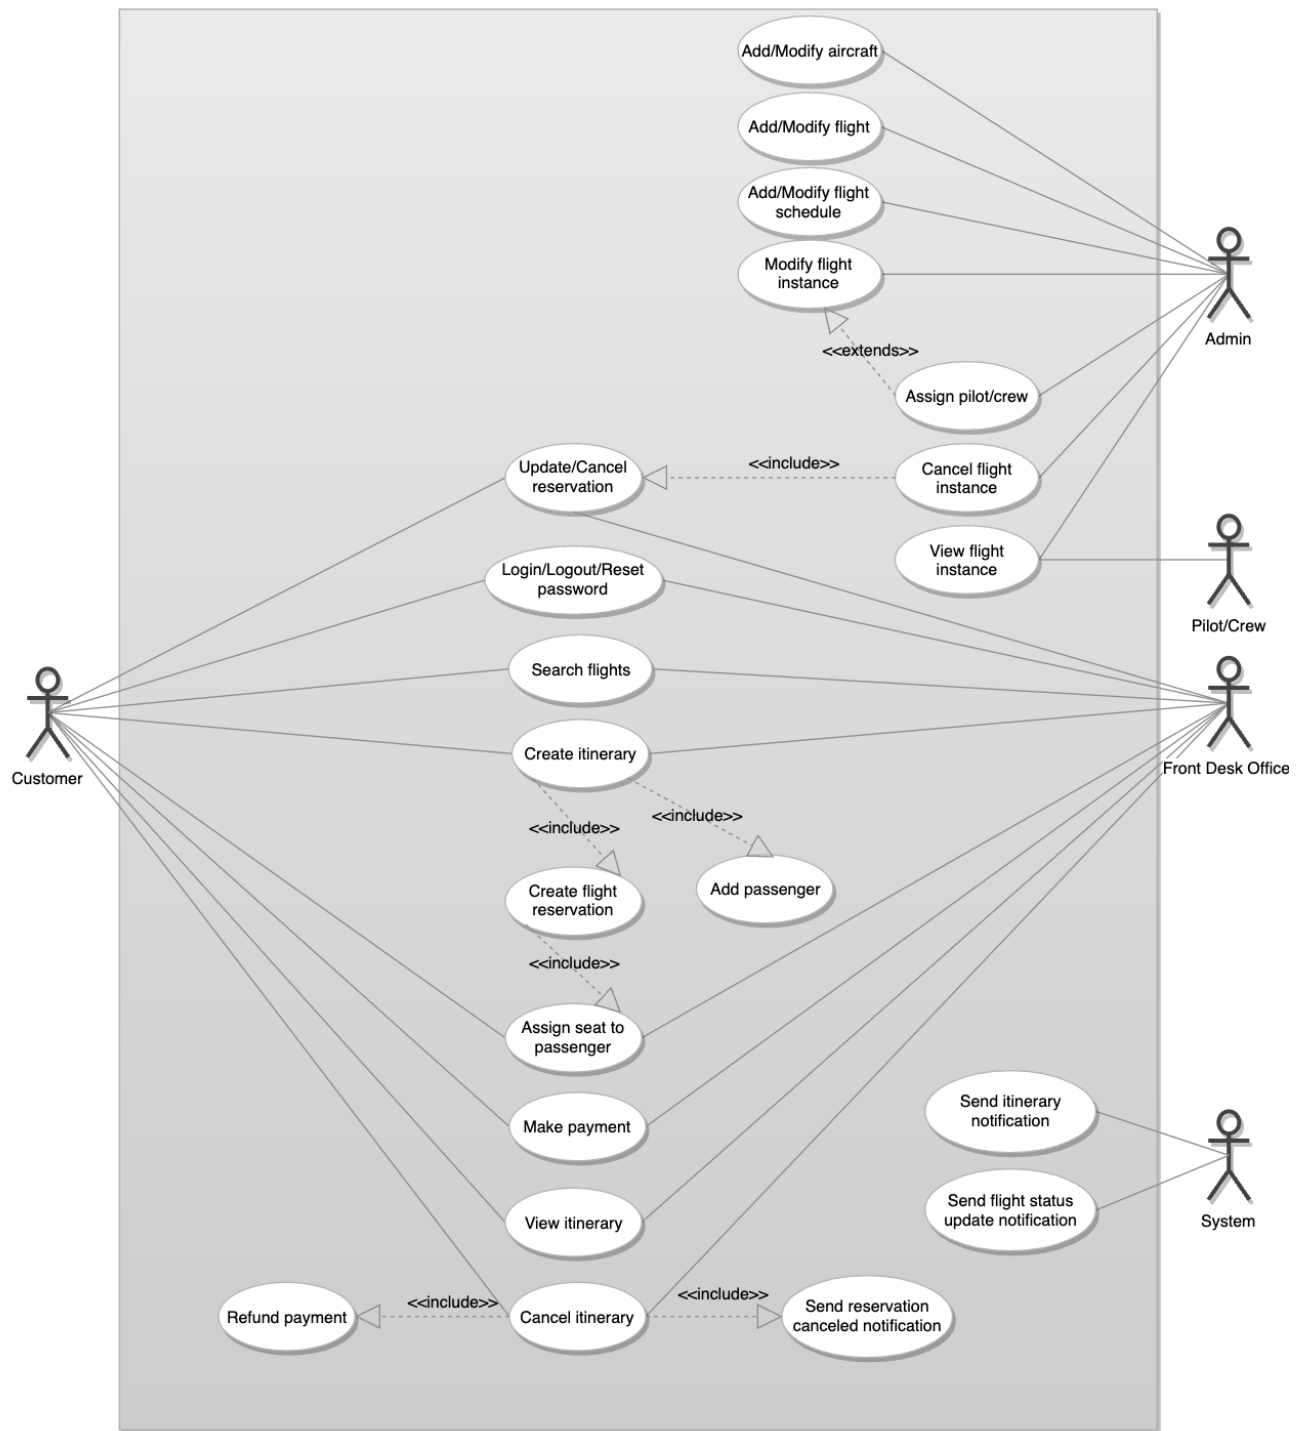 Add/Modify aircraft
Add/Modify flight
Add/Modify flight
schedule
Modify flight
instance
Admin
<<extends>>
Assign pilot/crew
Update/Cancel
reservation
<<include>>
Cancel flight
instance
View flight
instance
Login/Logout/Reset
password
Pilot/Crew
Search flights
Create itinerary
Customer
Front Desk Office
<<include>>
<<include>>
Create flight
reservation
Add passenger
<<include>>
Assign seat to
passenger
Make payment
Send itinerary
notification
View itinerary
Send flight status
update notification
System
Refund payment
<<include>>
Cancel itinerary
<<include>>
Send reservation
canceled notification